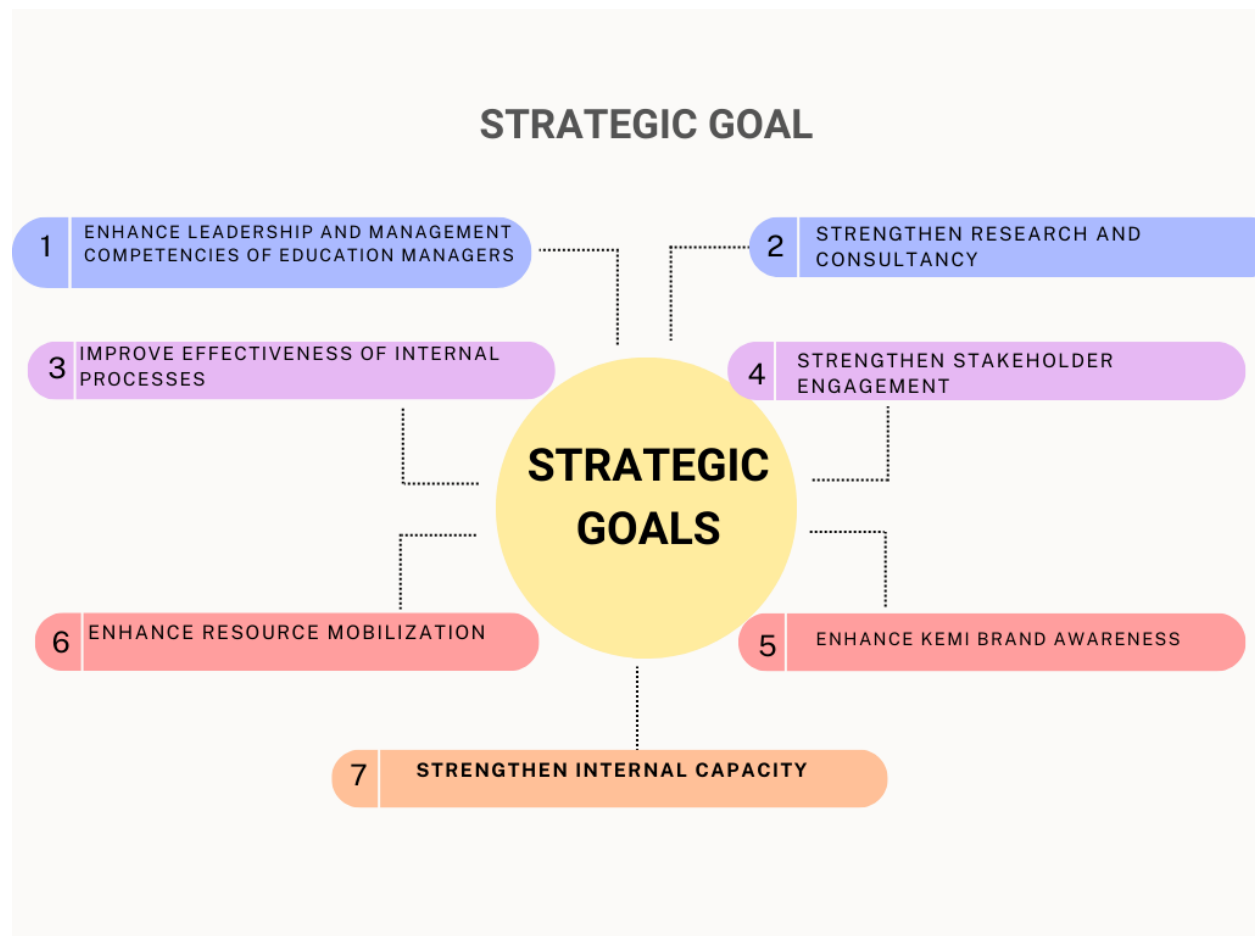 STRATEGIC GOAL
1
ENHANCE LEADERSHIP AND MANAGEMENT
COMPETENCIES OF EDUCATION MANAGERS
2
STRENGTHEN RESEARCH AND
CONSULTANCY
3
IMPROVE EFFECTIVENESS OF INTERNAL
PROCESSES
4
STRENGTHEN STAKEHOLDER
ENGAGEMENT
STRATEGIC
GOALS
6
ENHANCE RESOURCE MOBILIZATION
5
ENHANCE KEMI BRAND AWARENESS
7
STRENGTHEN INTERNAL CAPACITY